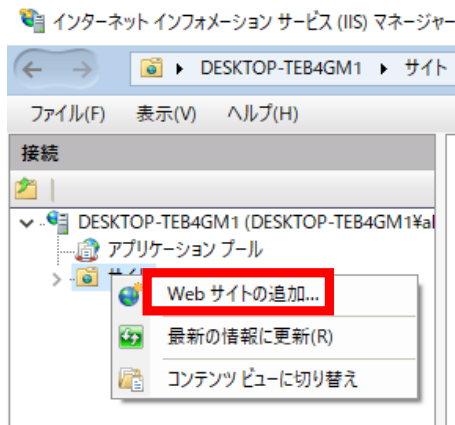 インターネット インフォメーション サービス (IIS) マネージャー
DESKTOP-TEB4GM1 サイト
ファイル(F) 表示(V) ヘルプ(H)
接続
DESKTOP-TEB4GM1 (DESKTOP-TEB4GM1¥al
アプリケーション プール
Web サイトの追加...
最新の情報に更新(R)
コンテンツ ビューに切り替え